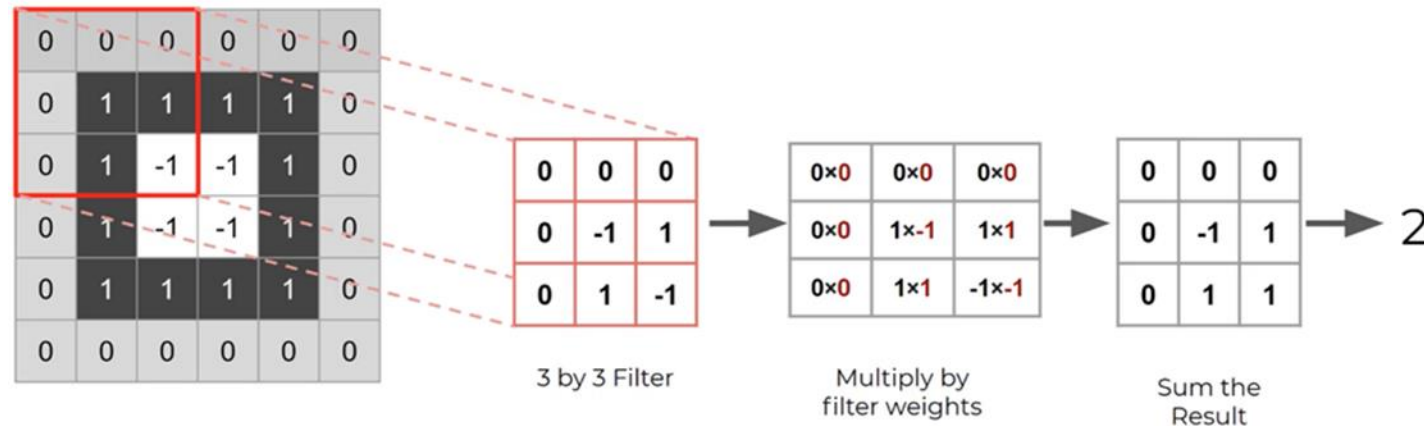 0 0 0 0 0 0
0 1 1 1 1 0
0 1 -1 -1 1 0
0 1 -1 -1 1 0
0 1 1 1 1 0
0 0 0 0 0 0
0 0 0
0 -1 1
0 1 -1
3 by 3 Filter
0×0 0×0 0×0
0×0 1×-1 1×1
0×0 1×1 -1×-1
Multiply by
filter weights
0 0 0
0 -1 1
0 1 1
Sum the
Result
2